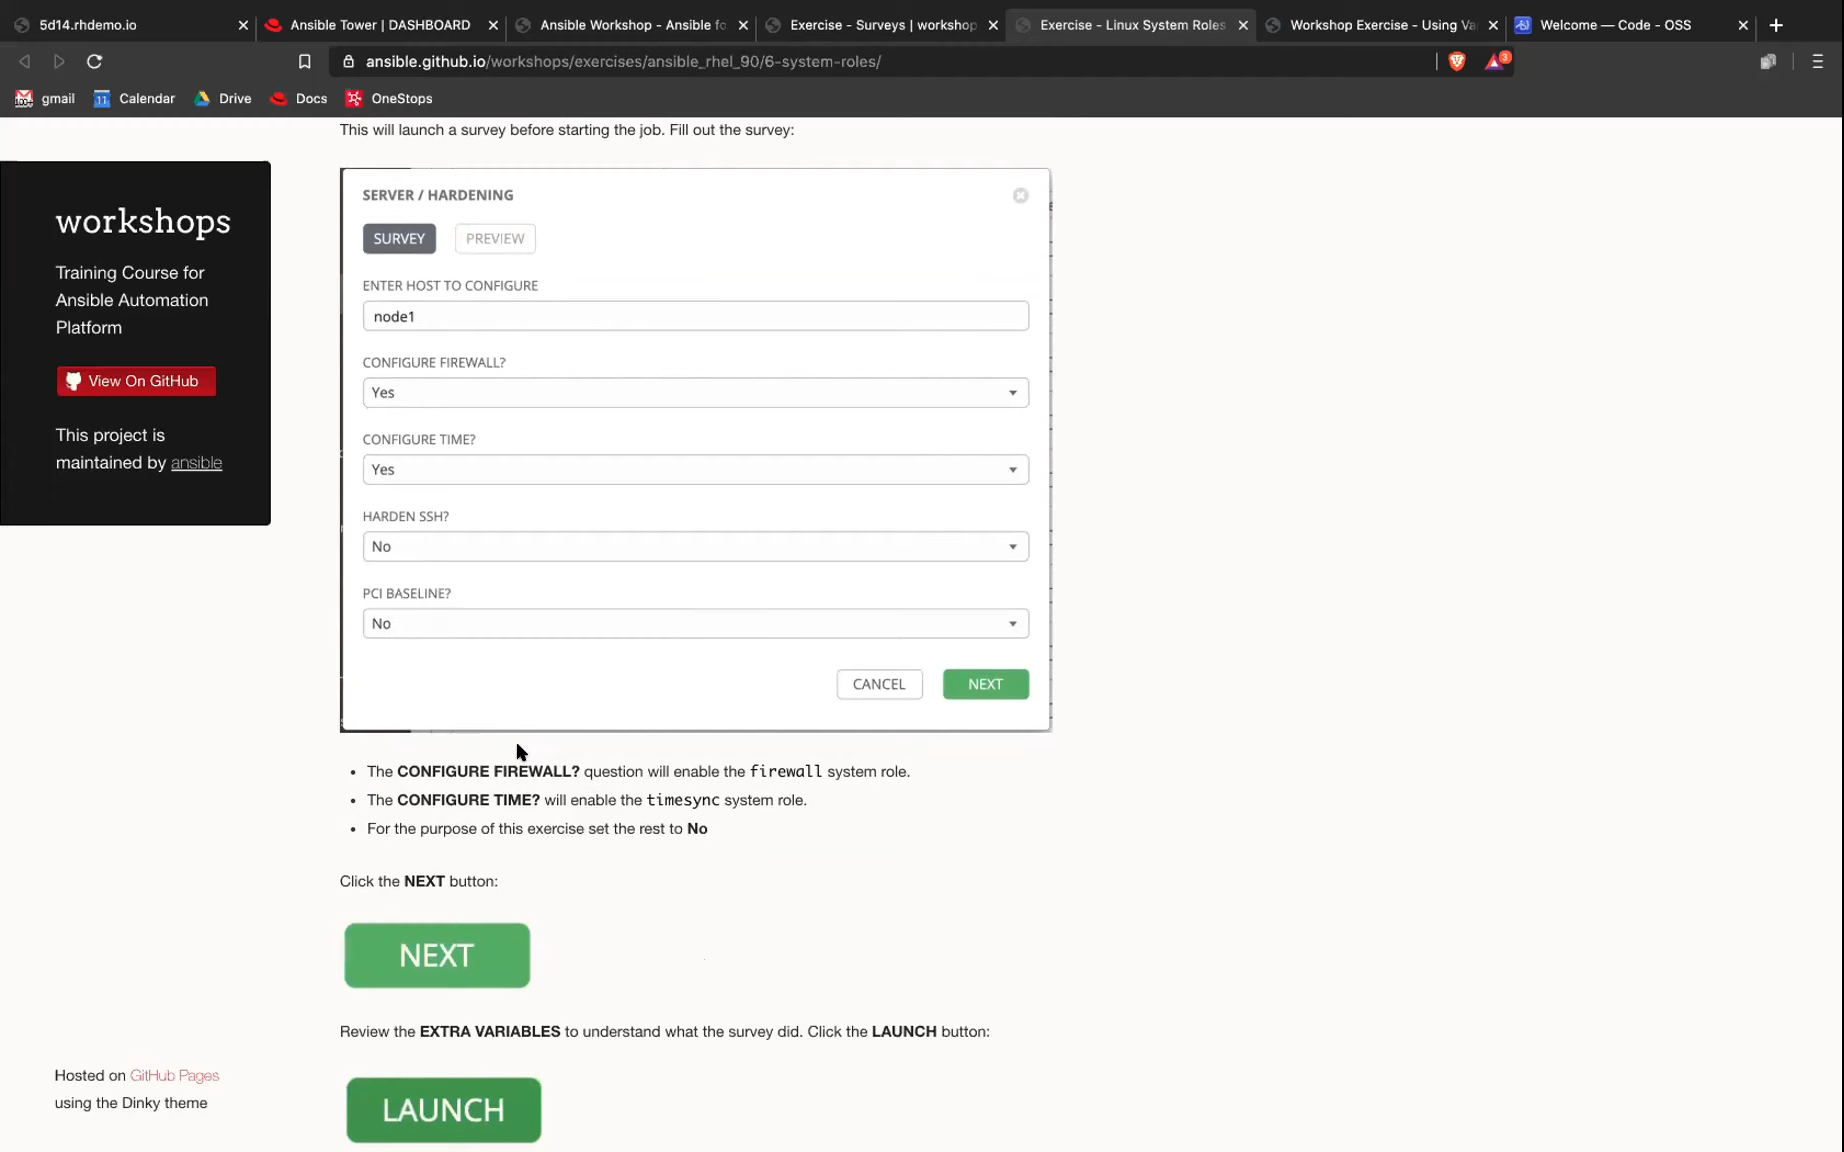 5d14.rhdemo.io
Ansible Tower | DASHBOARD
Ansible Workshop - Ansible fo
Exercise - Surveys | workshop
Exercise - Linux System Roles
Workshop Exercise - Using Va
Welcome — Code - OSS
ansible.github.io/workshops/exercises/ansible_rhel_90/6-system-roles/
3
gmail
11
Calendar
Drive
Docs
OneStops
This will launch a survey before starting the job. Fill out the survey:
workshops
Training Course for
Ansible Automation
Platform
View On GitHub
This project is
maintained by ansible
SERVER / HARDENING
SURVEY
PREVIEW
ENTER HOST TO CONFIGURE
node1
CONFIGURE FIREWALL?
Yes
CONFIGURE TIME?
Yes
HARDEN SSH?
No
PCI BASELINE?
No
CANCEL
NEXT
• The CONFIGURE FIREWALL? question will enable the firewall system role.
• The CONFIGURE TIME? will enable the timesync system role.
• For the purpose of this exercise set the rest to No
Click the NEXT button:
NEXT
Review the EXTRA VARIABLES to understand what the survey did. Click the LAUNCH button:
LAUNCH
Hosted on GitHub Pages
using the Dinky theme